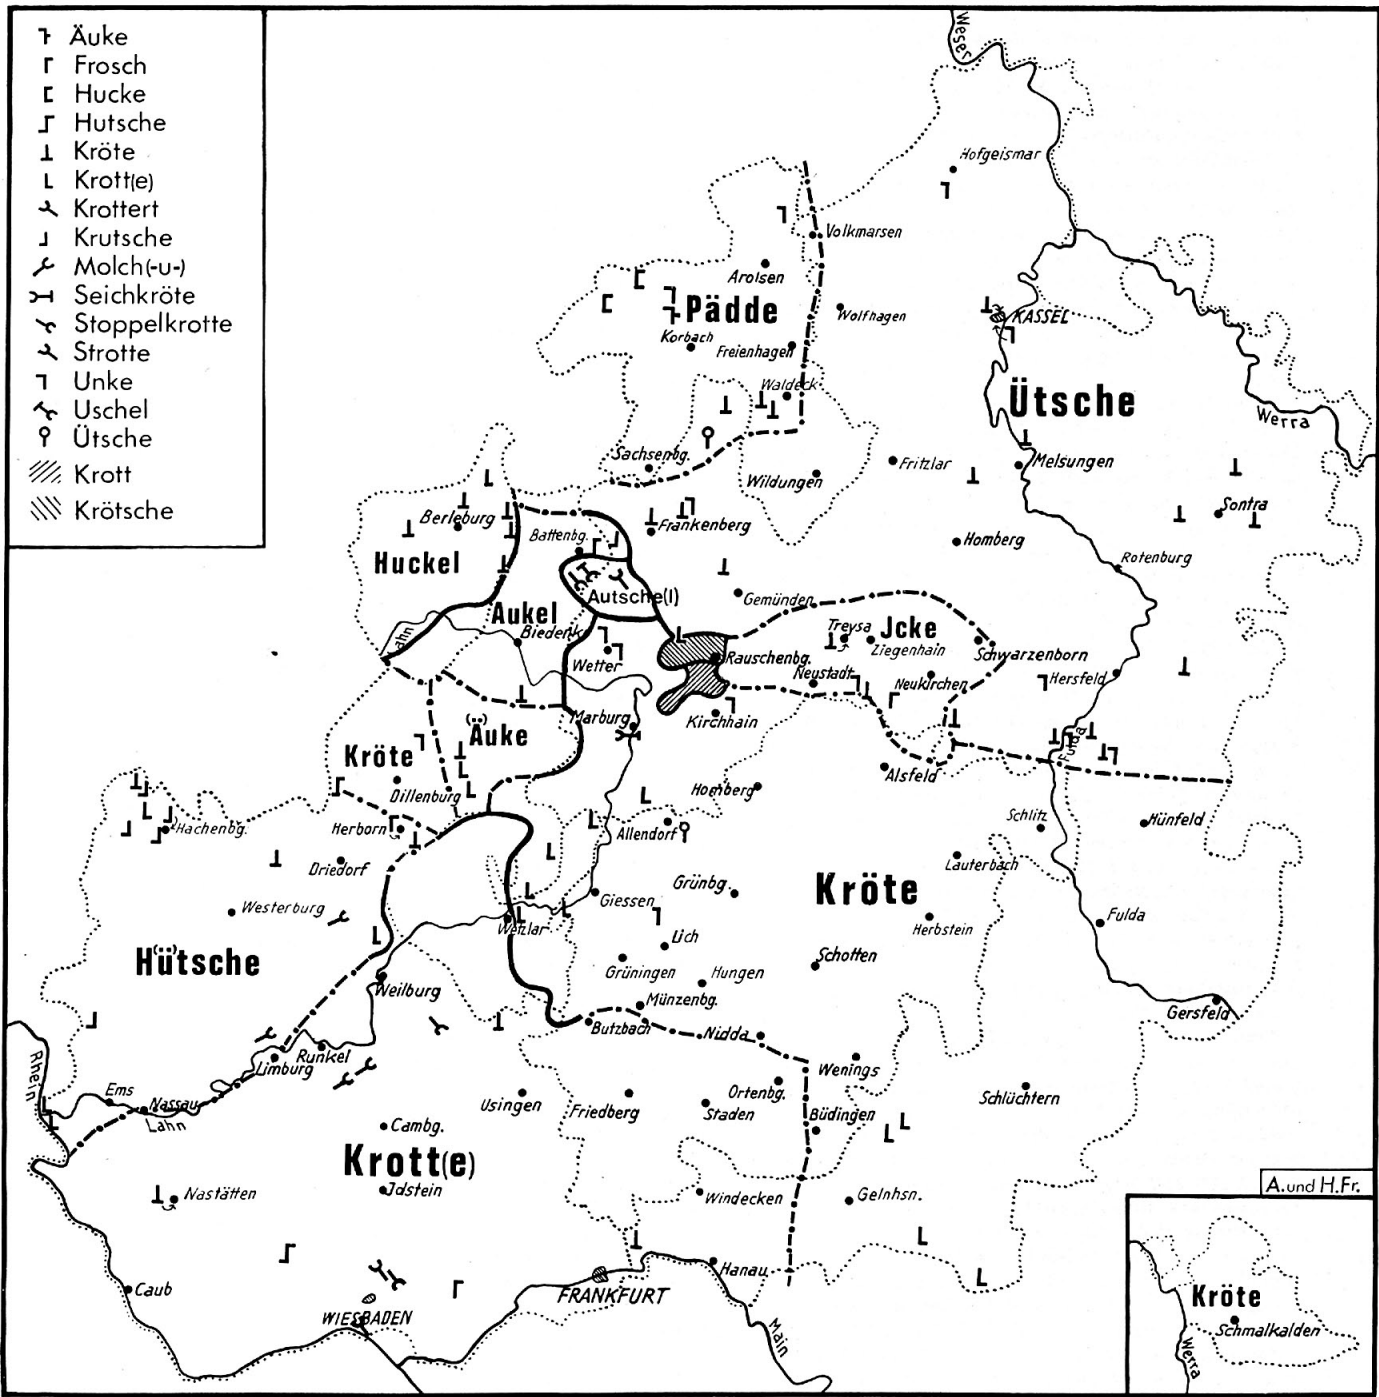 Äuke
Frosch
Hucke
Hutsche
Kröte
Krott(e)
Krottert
Krutsche
Molch(-u-)
Seichkröte
Stoppelkrotte
Strotte
Unke
Uschel
Ütsche
Krott
Krötsche
Weser
Hofgeismar
Volkmarsen
Arolsen
Pädde
Wolfhagen
KASSEL
Korbach
Freienhagen
Waldeck
Ütsche
Werra
Sachsenbg.
Fritzlar
Melsungen
Wildungen
Sontra
Berleburg
Frankenberg
Battenbg.
Homberg
Rotenburg
Huckel
Autsche(l)
Gemünden
Aukel
Biedenk.
Lahn
Treysa
Jcke
Ziegenhain
Schwarzenborn
Wetter
Rauschenbg.
Neustadt
Neukirchen
Hersfeld
Marburg
Kirchhain
(¨)
Äuke
Kröte
Fulda
Alsfeld
Dillenburg
Homberg
Herborn
Hachenbg.
Allendorf
Schlitz
Hünfeld
Driedorf
Lauterbach
Grünbg.
Kröte
Westerburg
Giessen
Wetzlar
Herbstein
Fulda
Lich
H(ü)tsche
Schotten
Grüningen
Hungen
Weilburg
Münzenbg.
Gersfeld
Butzbach
Nidda
Rhein
Limburg
Runkel
Wenings
Ems
Nassau
Lahn
Usingen
Friedberg
Ortenbg.
Staden
Büdingen
Schlüchtern
Cambg.
Krott(e)
Jdstein
Nastätten
Windecken
Gelnhsn.
A.und H.Fr.
Caub
Hanau
FRANKFURT
WIESBADEN
Main
Kröte
Schmalkalden
Werra